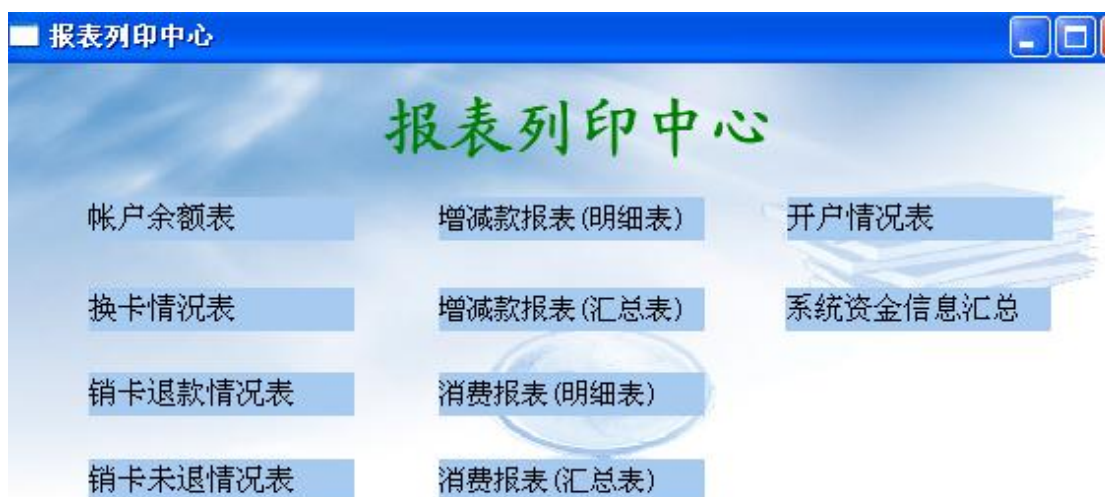 报表列印中心
报表列印中心
帐户余额表 增减款报表(明细表) 开户情况表
换卡情况表 增减款报表(汇总表) 系统资金信息汇总
销卡退款情况表 消费报表(明细表)
销卡未退情况表 消费报表(汇总表)